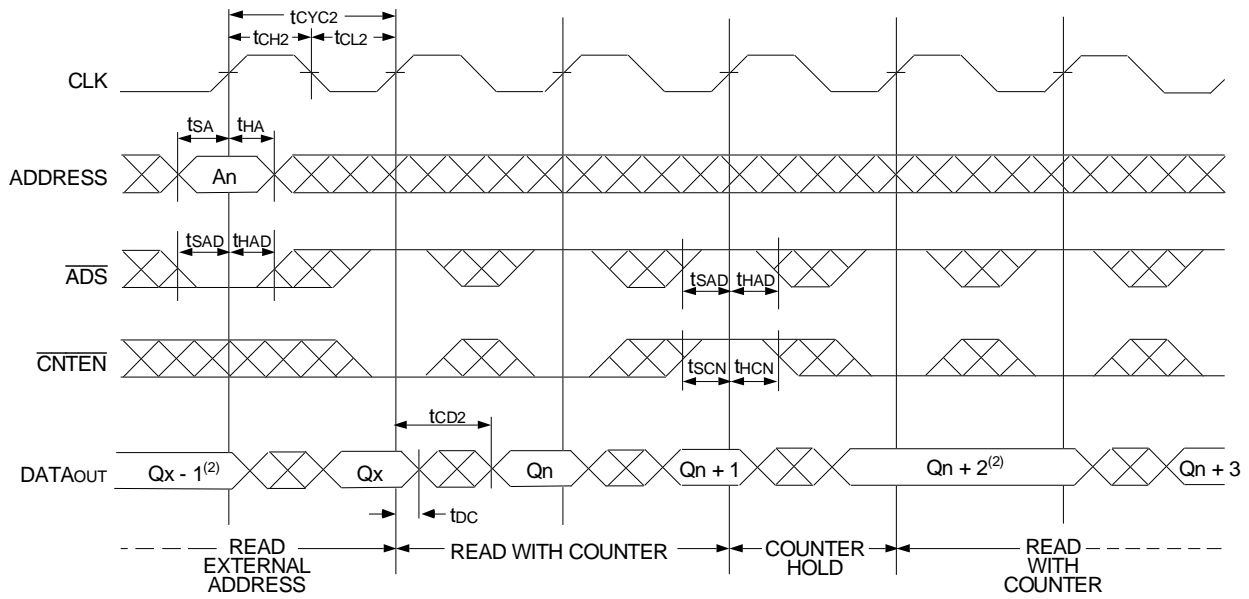 tCYC2
tCH2 tCL2
CLK
tSA tHA
ADDRESS An
tSAD tHAD
ADS
tSAD tHAD
CNTEN
tSCN tHCN
tCD2
DATAOUT Qx - 1(2) Qx Qn Qn + 1 Qn + 2(2) Qn + 3
tDC
READ EXTERNAL ADDRESS
READ WITH COUNTER
COUNTER HOLD
READ WITH COUNTER